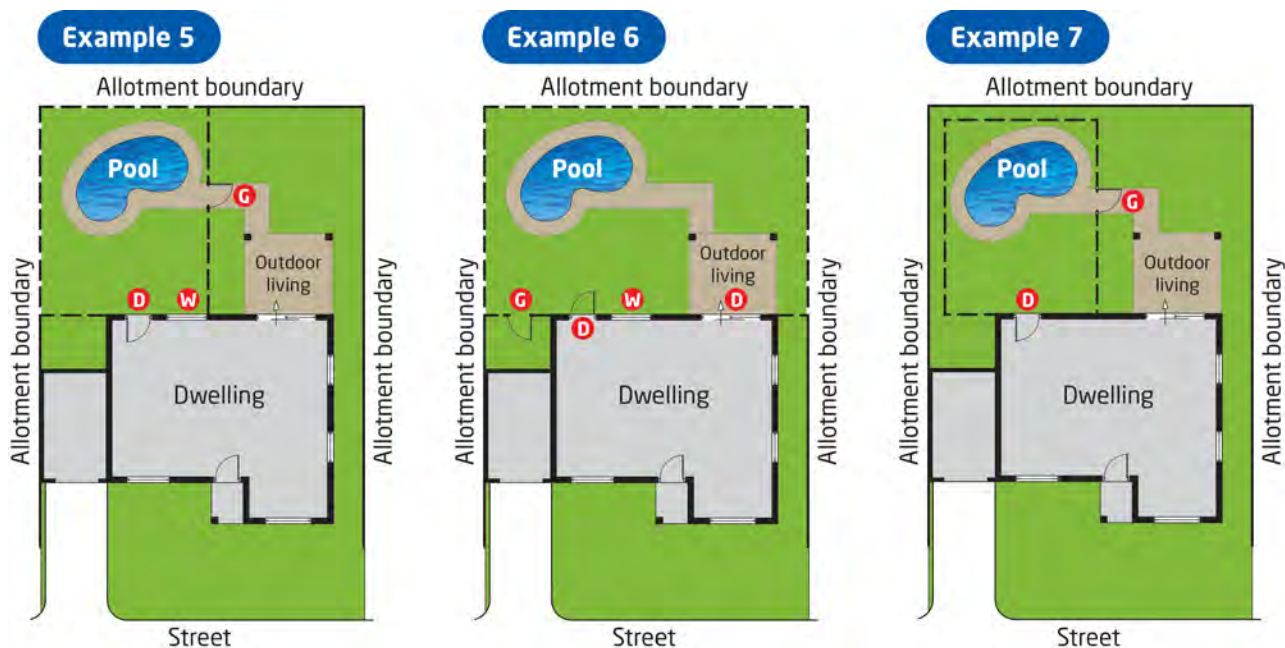 Example 5
Allotment boundary
Pool
G
Outdoor
living
D W
Allotment boundary
Allotment boundary
Dwelling
Street
Example 6
Allotment boundary
Pool
Outdoor
living
G W D
D
Allotment boundary
Allotment boundary
Dwelling
Street
Example 7
Allotment boundary
Pool
G
Outdoor
living
D
Allotment boundary
Allotment boundary
Dwelling
Street